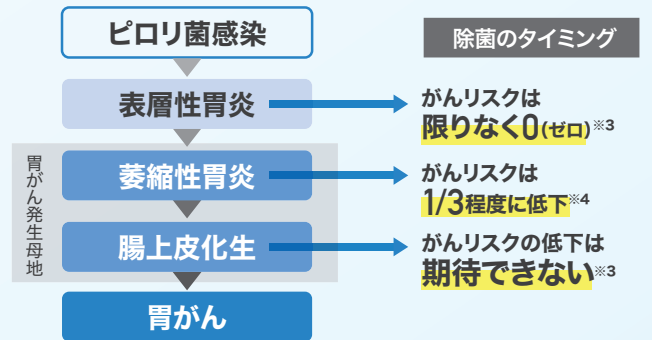 ピロリ菌感染
除菌のタイミング
表層性胃炎
がんリスクは
限りなく0(ゼロ)※3
胃がん発生母地
萎縮性胃炎
がんリスクは
1/3程度に低下※4
腸上皮化生
がんリスクの低下は
期待できない※3
胃がん